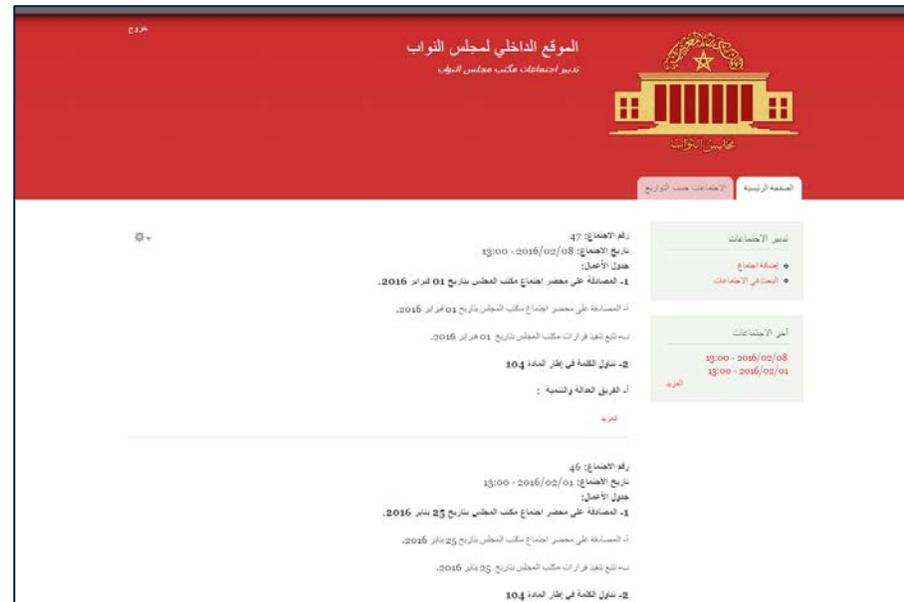 خروج
الموقع الداخلي لمجلس النواب
تدبير اجتماعات مكتب مجلس النواب
مجلس النواب
الصفحة الرئيسية
الاجتماعات حسب التواريخ
تدبير الاجتماعات
إضافة اجتماع
البحث في الاجتماعات
آخر الاجتماعات
2016/02/08 - 13:00
2016/02/01 - 13:00
المزيد
رقم الاجتماع: 47
تاريخ الاجتماع: 2016/02/08 - 13:00
جدول الأعمال:
1- المصادقة على محضر اجتماع مكتب المجلس بتاريخ 01 فبراير 2016.
أ- المصادقة على محضر اجتماع مكتب المجلس بتاريخ 01 فبراير 2016.
ب- تتبع تنفيذ قرارات مكتب المجلس بتاريخ 01 فبراير 2016.
2- تناول الكلمة في إطار المادة 104
أ- الفريق العدالة والتنمية :
المزيد
رقم الاجتماع: 46
تاريخ الاجتماع: 2016/02/01 - 13:00
جدول الأعمال:
1- المصادقة على محضر اجتماع مكتب المجلس بتاريخ 25 يناير 2016.
أ- المصادقة على محضر اجتماع مكتب المجلس بتاريخ 25 يناير 2016.
ب- تتبع تنفيذ قرارات مكتب المجلس بتاريخ 25 يناير 2016.
2- تناول الكلمة في إطار المادة 104